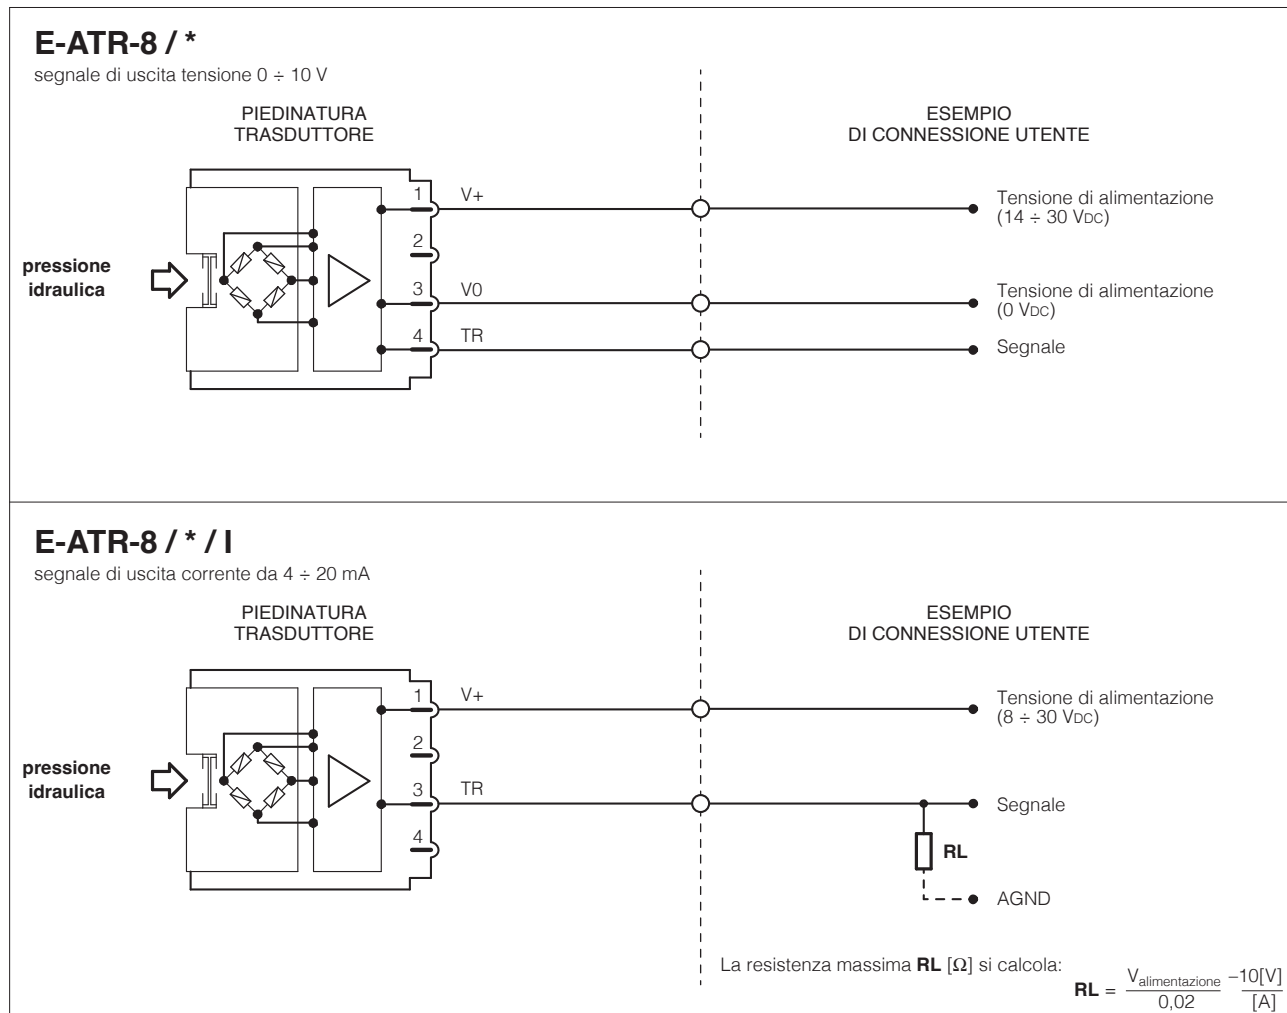 E-ATR-8 / *
segnale di uscita tensione 0 ÷ 10 V
PIEDINATURA
TRASDUTTORE
ESEMPIO
DI CONNESSIONE UTENTE
pressione
idraulica
1
V+
2
3
V0
4
TR
Tensione di alimentazione
(14 ÷ 30 VDC)
Tensione di alimentazione
(0 VDC)
Segnale
E-ATR-8 / * / I
segnale di uscita corrente da 4 ÷ 20 mA
PIEDINATURA
TRASDUTTORE
ESEMPIO
DI CONNESSIONE UTENTE
pressione
idraulica
1
V+
2
3
TR
4
Tensione di alimentazione
(8 ÷ 30 VDC)
Segnale
RL
AGND
La resistenza massima RL [Ω] si calcola:
RL = Valimentazione −10[V]
0,02 [A]